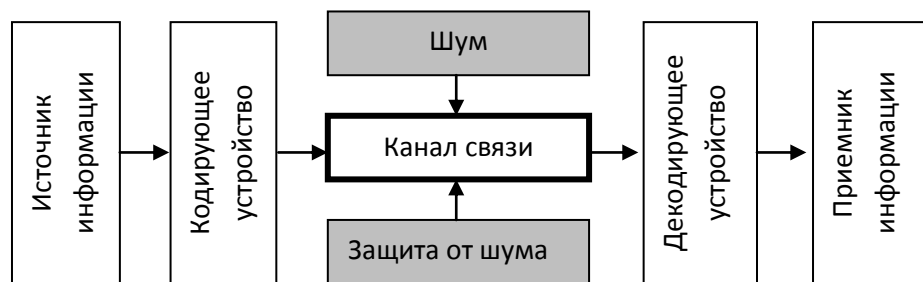 Источник
информации
Кодирующее
устройство
Шум
Канал связи
Защита от шума
Декодирующее
устройство
Приемник
информации